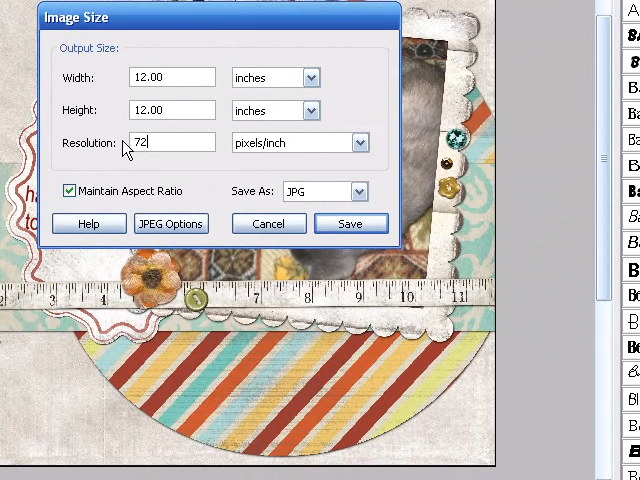 Image Size
Output Size:
Width: 12.00 inches
Height: 12.00 inches
Resolution: 72 pixels/inch
Maintain Aspect Ratio Save As: JPG
Help JPEG Options Cancel Save
2 3 4 7 8 9 10 11